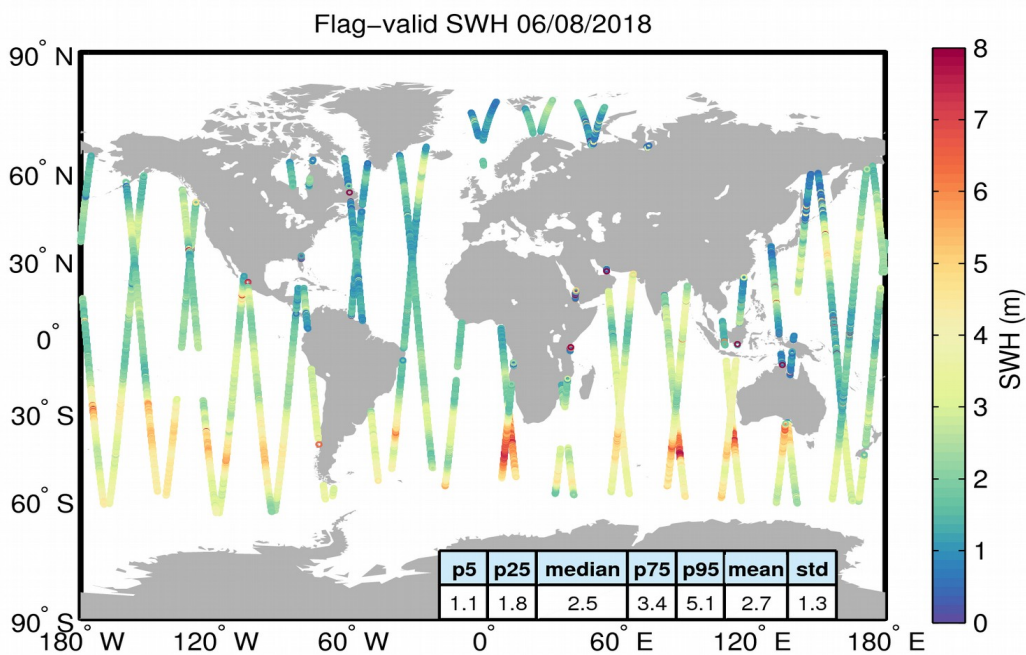 Flag−valid SWH 06/08/2018
90° N
60° N
30° N
0°
30° S
60° S
90° S
180° W
120° W
60° W
0°
60° E
120° E
180° E
p5 p25 median p75 p95 mean std
1.1 1.8 2.5 3.4 5.1 2.7 1.3
8
7
6
5
4
3
2
1
0
SWH (m)